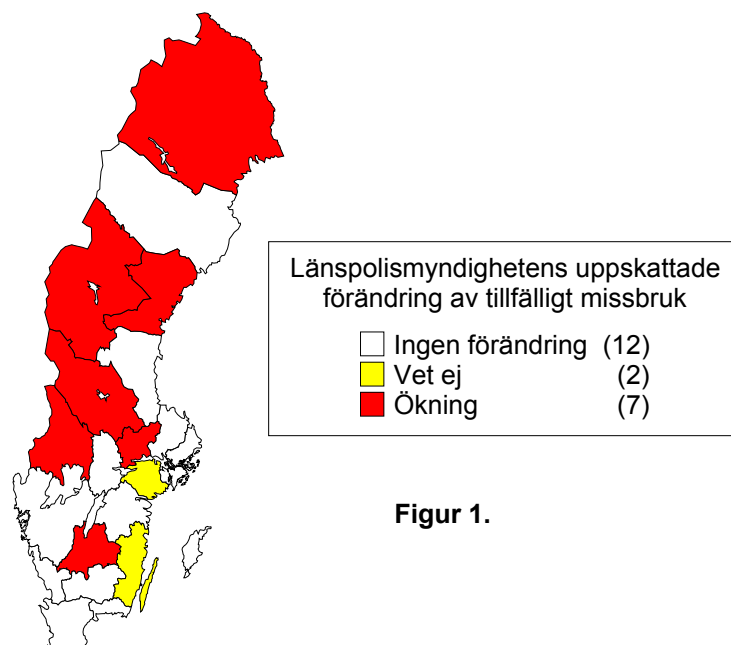 Länspolismyndighetens uppskattade
förändring av tillfälligt missbruk
Ingen förändring (12)
Vet ej (2)
Ökning (7)
Figur 1.